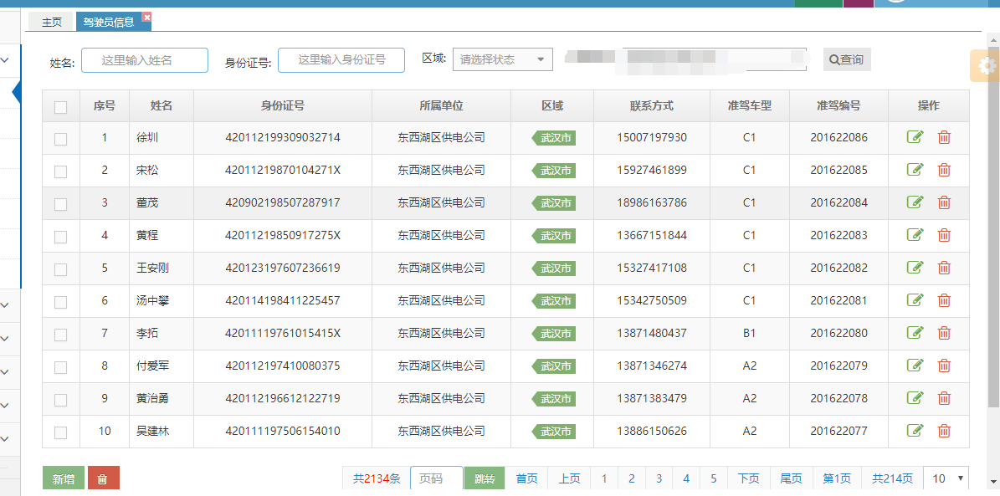 主页 驾驶员信息
姓名: 这里输入姓名 身份证号: 这里输入身份证号 区域: 请选择状态 查询
序号 姓名 身份证号 所属单位 区域 联系方式 准驾车型 准驾编号 操作
1 徐圳 420112199309032714 东西湖区供电公司 武汉市 15007197930 C1 201622086
2 宋松 42011219870104271X 东西湖区供电公司 武汉市 15927461899 C1 201622085
3 董茂 420902198507287917 东西湖区供电公司 武汉市 18986163786 C1 201622084
4 黄程 42011219850917275X 东西湖区供电公司 武汉市 13667151844 C1 201622083
5 王安刚 420123197607236619 东西湖区供电公司 武汉市 15327417108 C1 201622082
6 汤中攀 420114198411225457 东西湖区供电公司 武汉市 15342750509 C1 201622081
7 李拓 42011119761015415X 东西湖区供电公司 武汉市 13871480437 B1 201622080
8 付爱军 420112197410080375 东西湖区供电公司 武汉市 13871346274 A2 201622079
9 黄治勇 420112196612122719 东西湖区供电公司 武汉市 13871383479 A2 201622078
10 吴建林 420111197506154010 东西湖区供电公司 武汉市 13886150626 A2 201622077
新增 共2134条 页码 跳转 首页 上页 1 2 3 4 5 下页 尾页 第1页 共214页 10